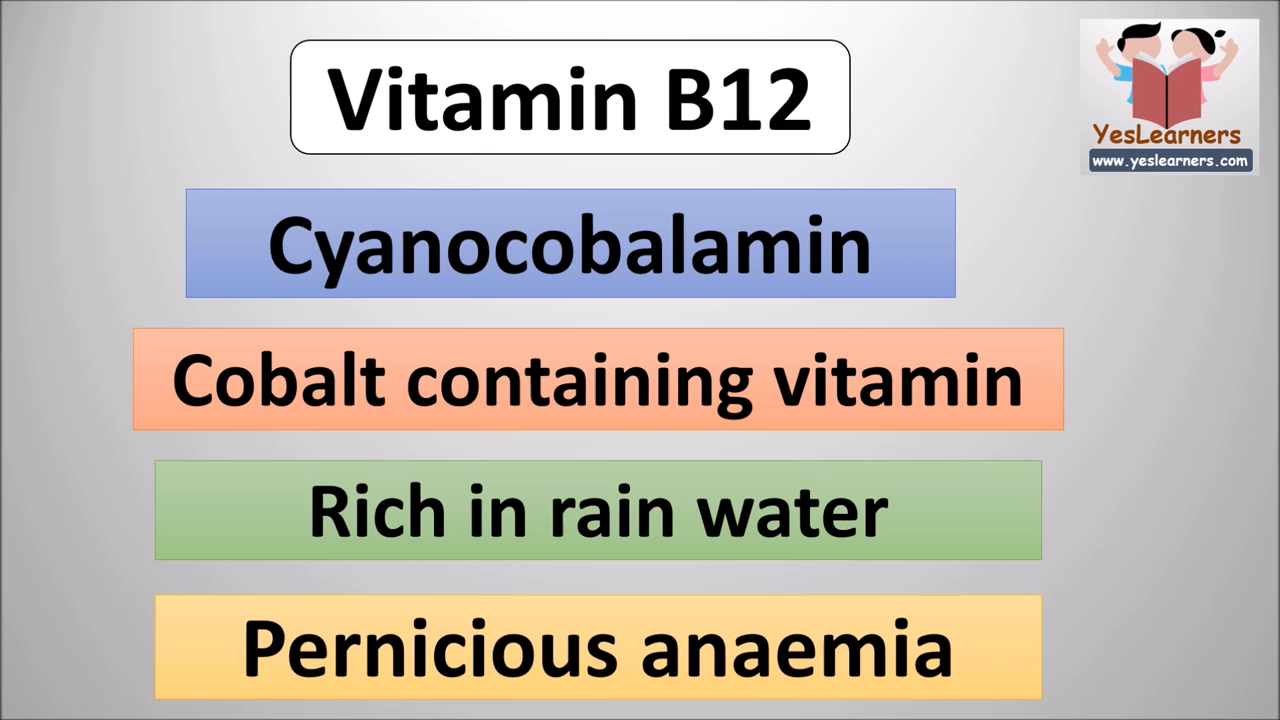 Vitamin B12
YesLearners
www.yeslearners.com
Cyanocobalamin
Cobalt containing vitamin
Rich in rain water
Pernicious anaemia